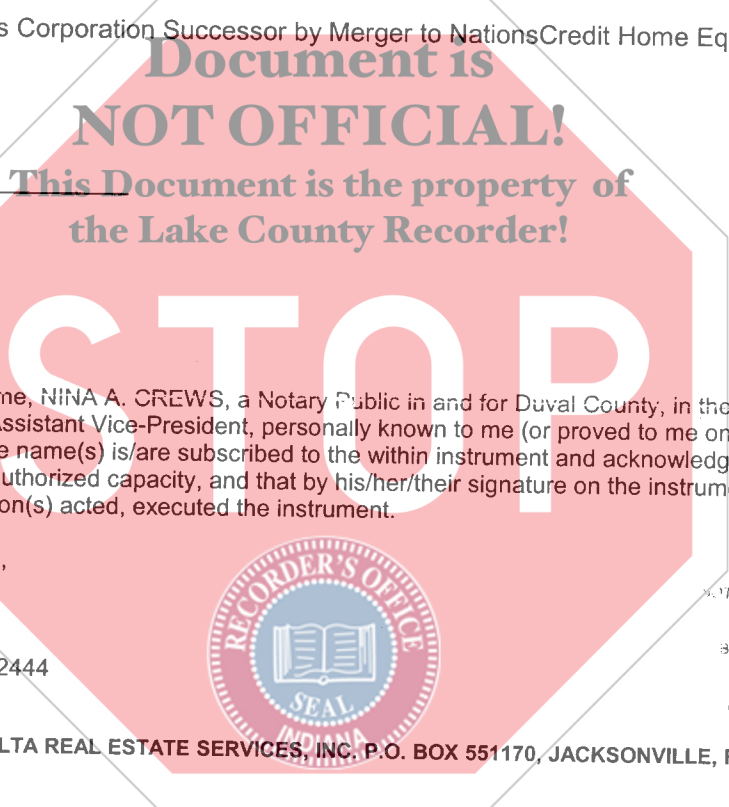 s Corporation Successor by Merger to NationsCredit Home Eq
Document is
NOT OFFICIAL!
This Document is the property of
the Lake County Recorder!
STOP
me, NINA A. CREWS, a Notary Public in and for Duval County, in the
Assistant Vice-President, personally known to me (or proved to me on
e name(s) is/are subscribed to the within instrument and acknowledg
uthorized capacity, and that by his/her/their signature on the instrum
on(s) acted, executed the instrument.
,
RECORDER'S OFFICE
SEAL
INDIANA
2444
LTA REAL ESTATE SERVICES, INC. P.O. BOX 551170, JACKSONVILLE, F